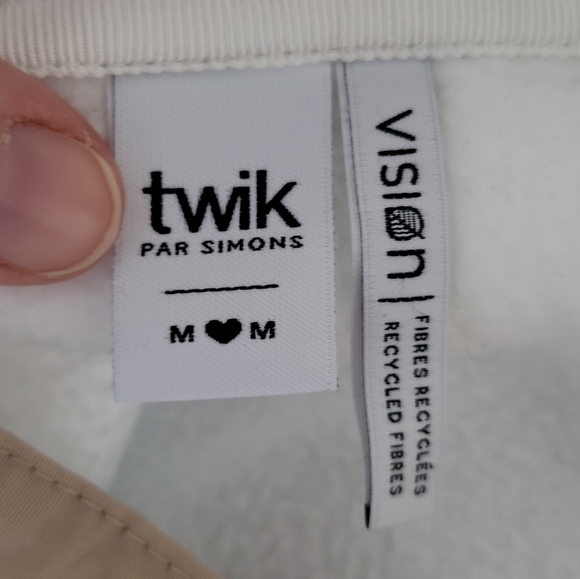 twik
PAR SIMONS
M ♥ M
VISION
FIBRES RECYCLÉES
RECYCLED FIBRES